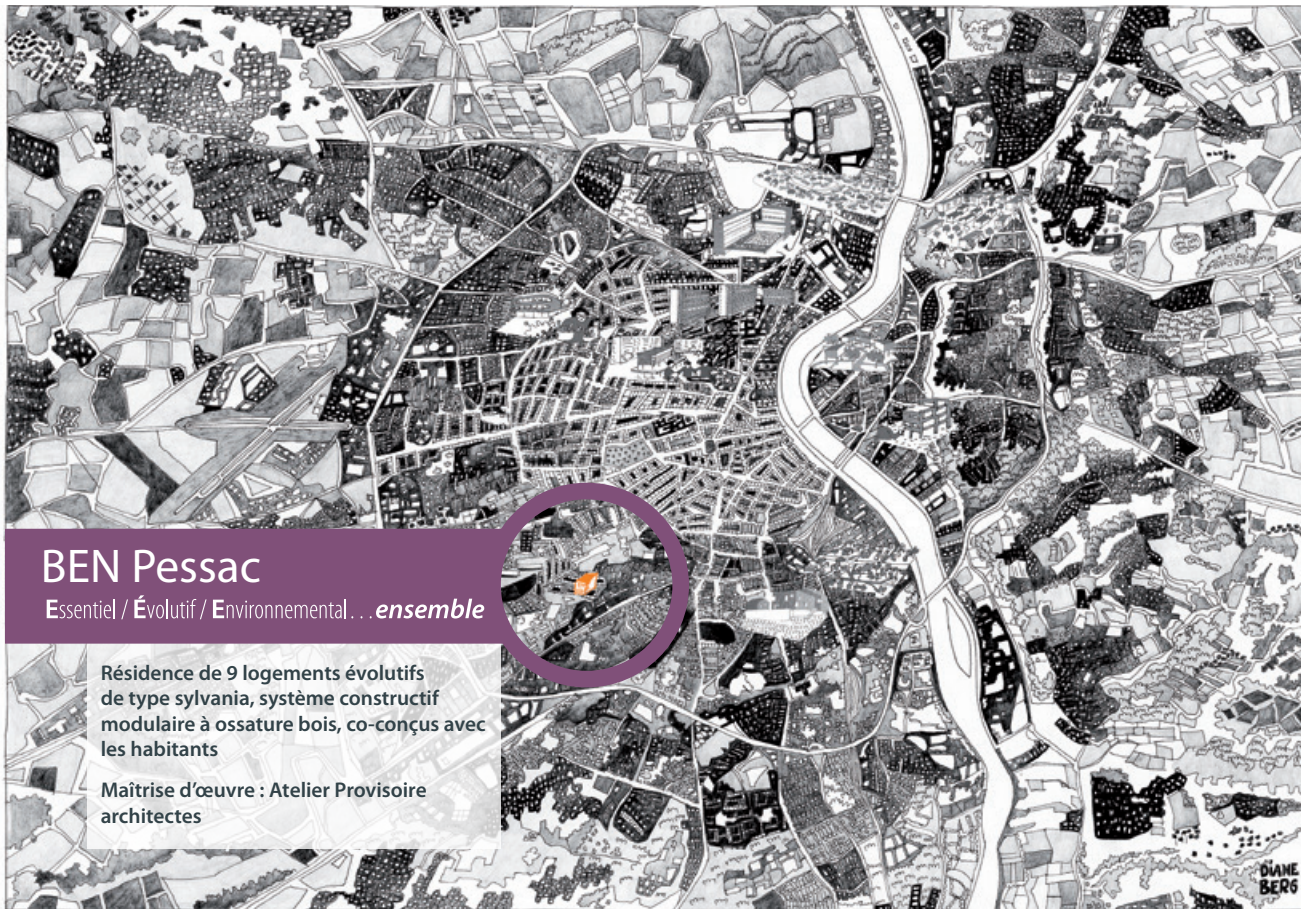 BEN Pessac
Essentiel / Évolutif / Environnemental...ensemble
Résidence de 9 logements évolutifs
de type sylvania, système constructif
modulaire à ossature bois, co-conçus avec
les habitants
Maîtrise d'œuvre : Atelier Provisoire
architectes
DIANE
BERG